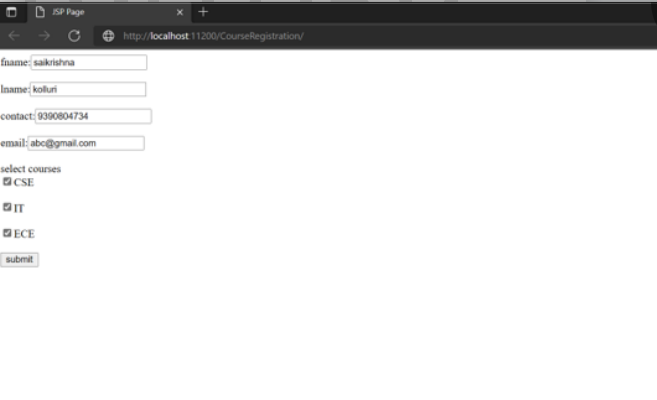 JSP Page
http://localhost:11200/CourseRegistration/
fname: saikrishna
lname: kolluri
contact: 9390804734
email: abc@gmail.com
select courses
CSE
IT
ECE
submit